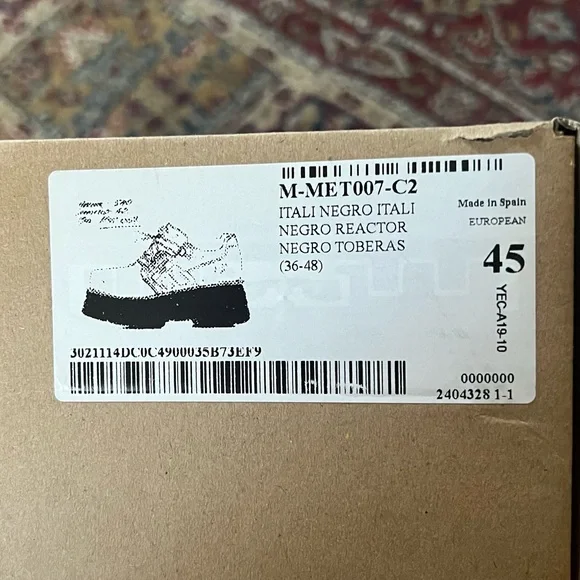 M-MET007-C2
ITALI NEGRO ITALI
NEGRO REACTOR
NEGRO TOBERAS
(36-48)
Made in Spain
EUROPEAN
45
YEC-A19-10
3021114DC0C4900035B73EF9
0000000
2404328 1-1